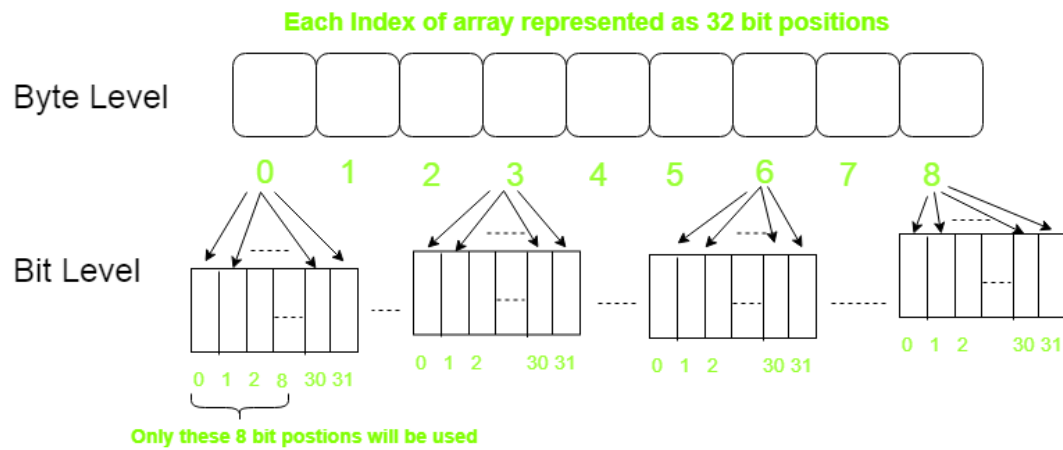 Each Index of array represented as 32 bit positions
Byte Level
0 1 2 3 4 5 6 7 8
Bit Level
0 1 2 8 30 31
0 1 2 30 31
0 1 2 30 31
0 1 2 30 31
Only these 8 bit postions will be used